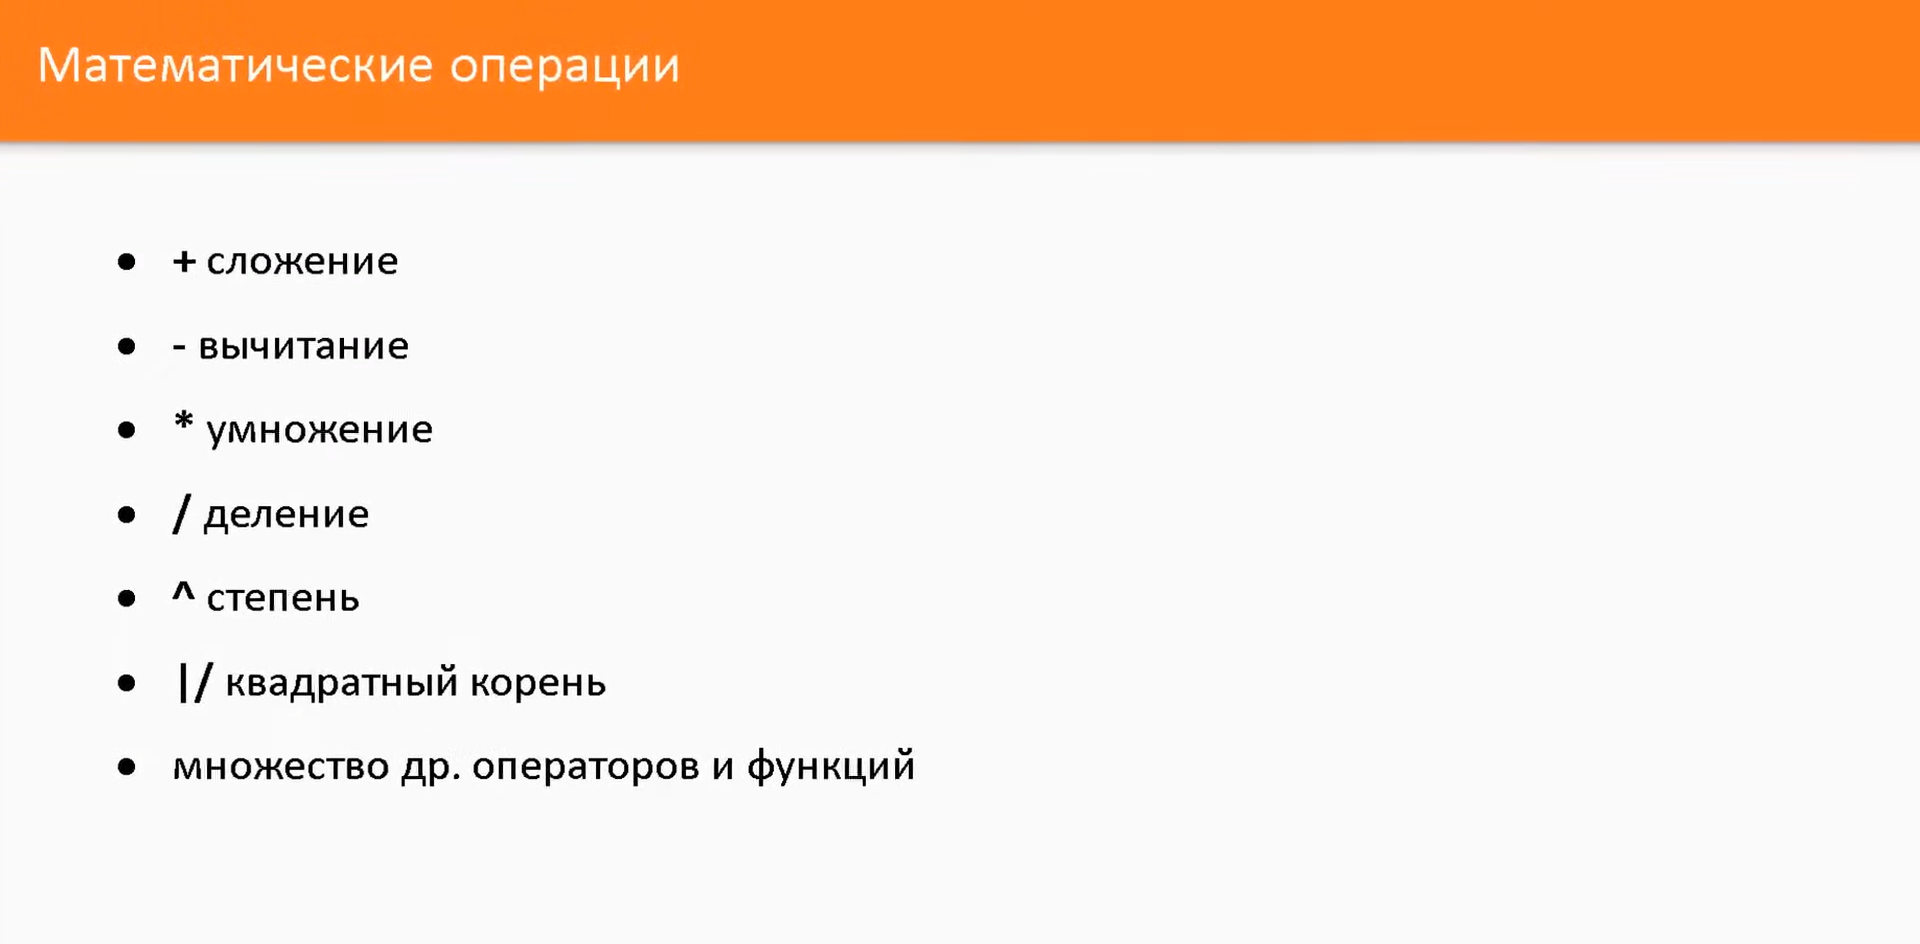 Математические операции
● + сложение
● - вычитание
● * умножение
● / деление
● ^ степень
● |/ квадратный корень
● множество др. операторов и функций